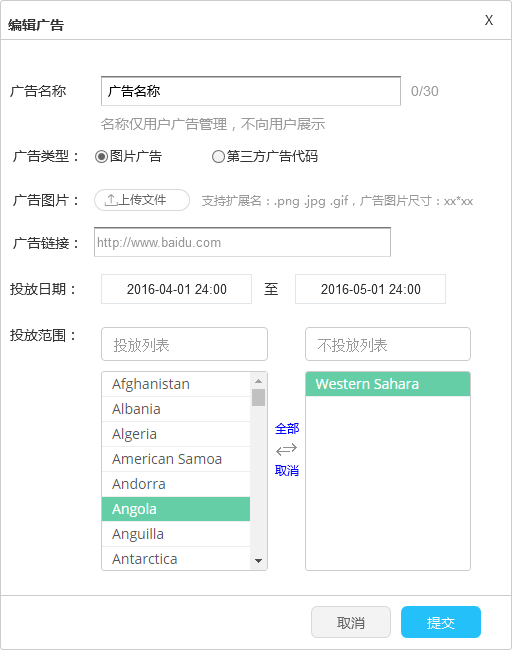 编辑广告 X
广告名称 广告名称 0/30
名称仅用户广告管理，不向用户展示
广告类型： 图片广告 第三方广告代码
广告图片： 上传文件 支持扩展名：.png .jpg .gif，广告图片尺寸：xx*xx
广告链接： http://www.baidu.com
投放日期： 2016-04-01 24:00 至 2016-05-01 24:00
投放范围： 投放列表 不投放列表
Afghanistan Western Sahara
Albania
Algeria 全部
American Samoa
Andorra 取消
Angola
Anguilla
Antarctica
取消 提交